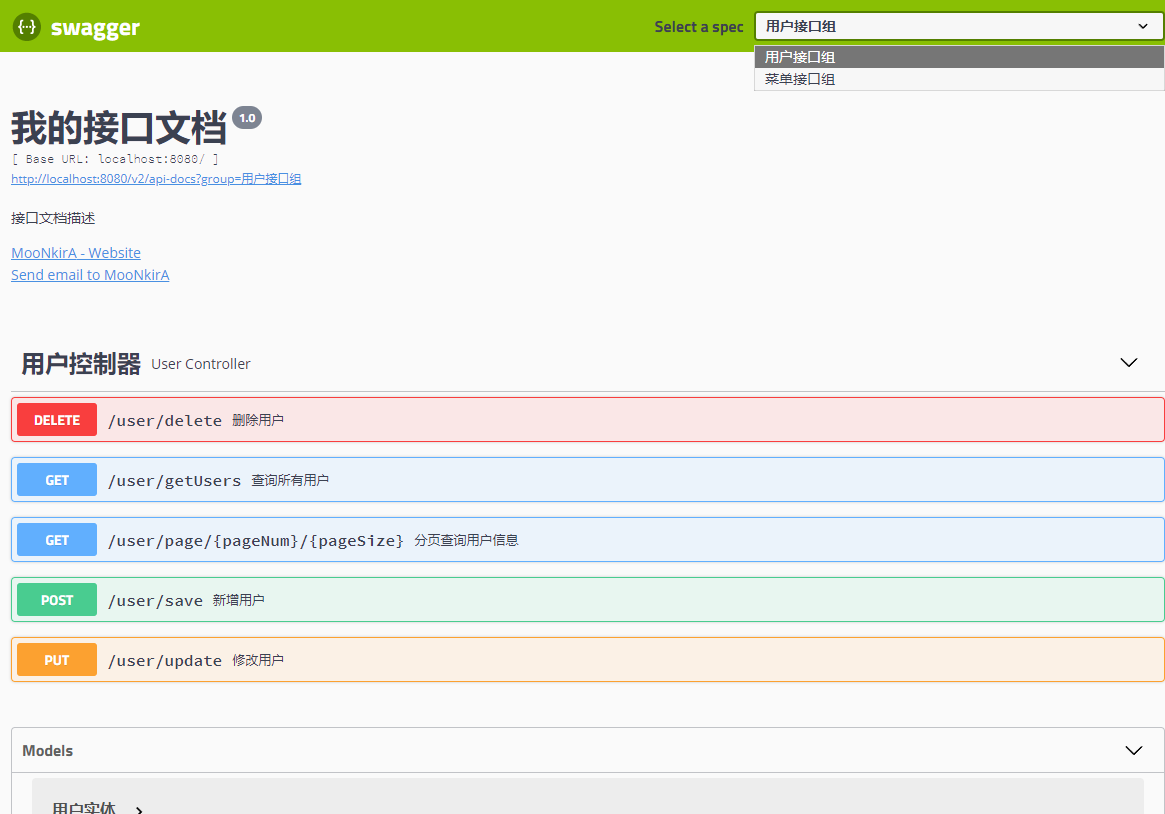 {···} swagger
Select a spec 用户接口组
用户接口组
菜单接口组
我的接口文档 1.0
[ Base URL: localhost:8080/ ]
http://localhost:8080/v2/api-docs?group=用户接口组
接口文档描述
MooNkirA - Website
Send email to MooNkirA
用户控制器 User Controller
DELETE /user/delete 删除用户
GET /user/getUsers 查询所有用户
GET /user/page/{pageNum}/{pageSize} 分页查询用户信息
POST /user/save 新增用户
PUT /user/update 修改用户
Models
用户实体